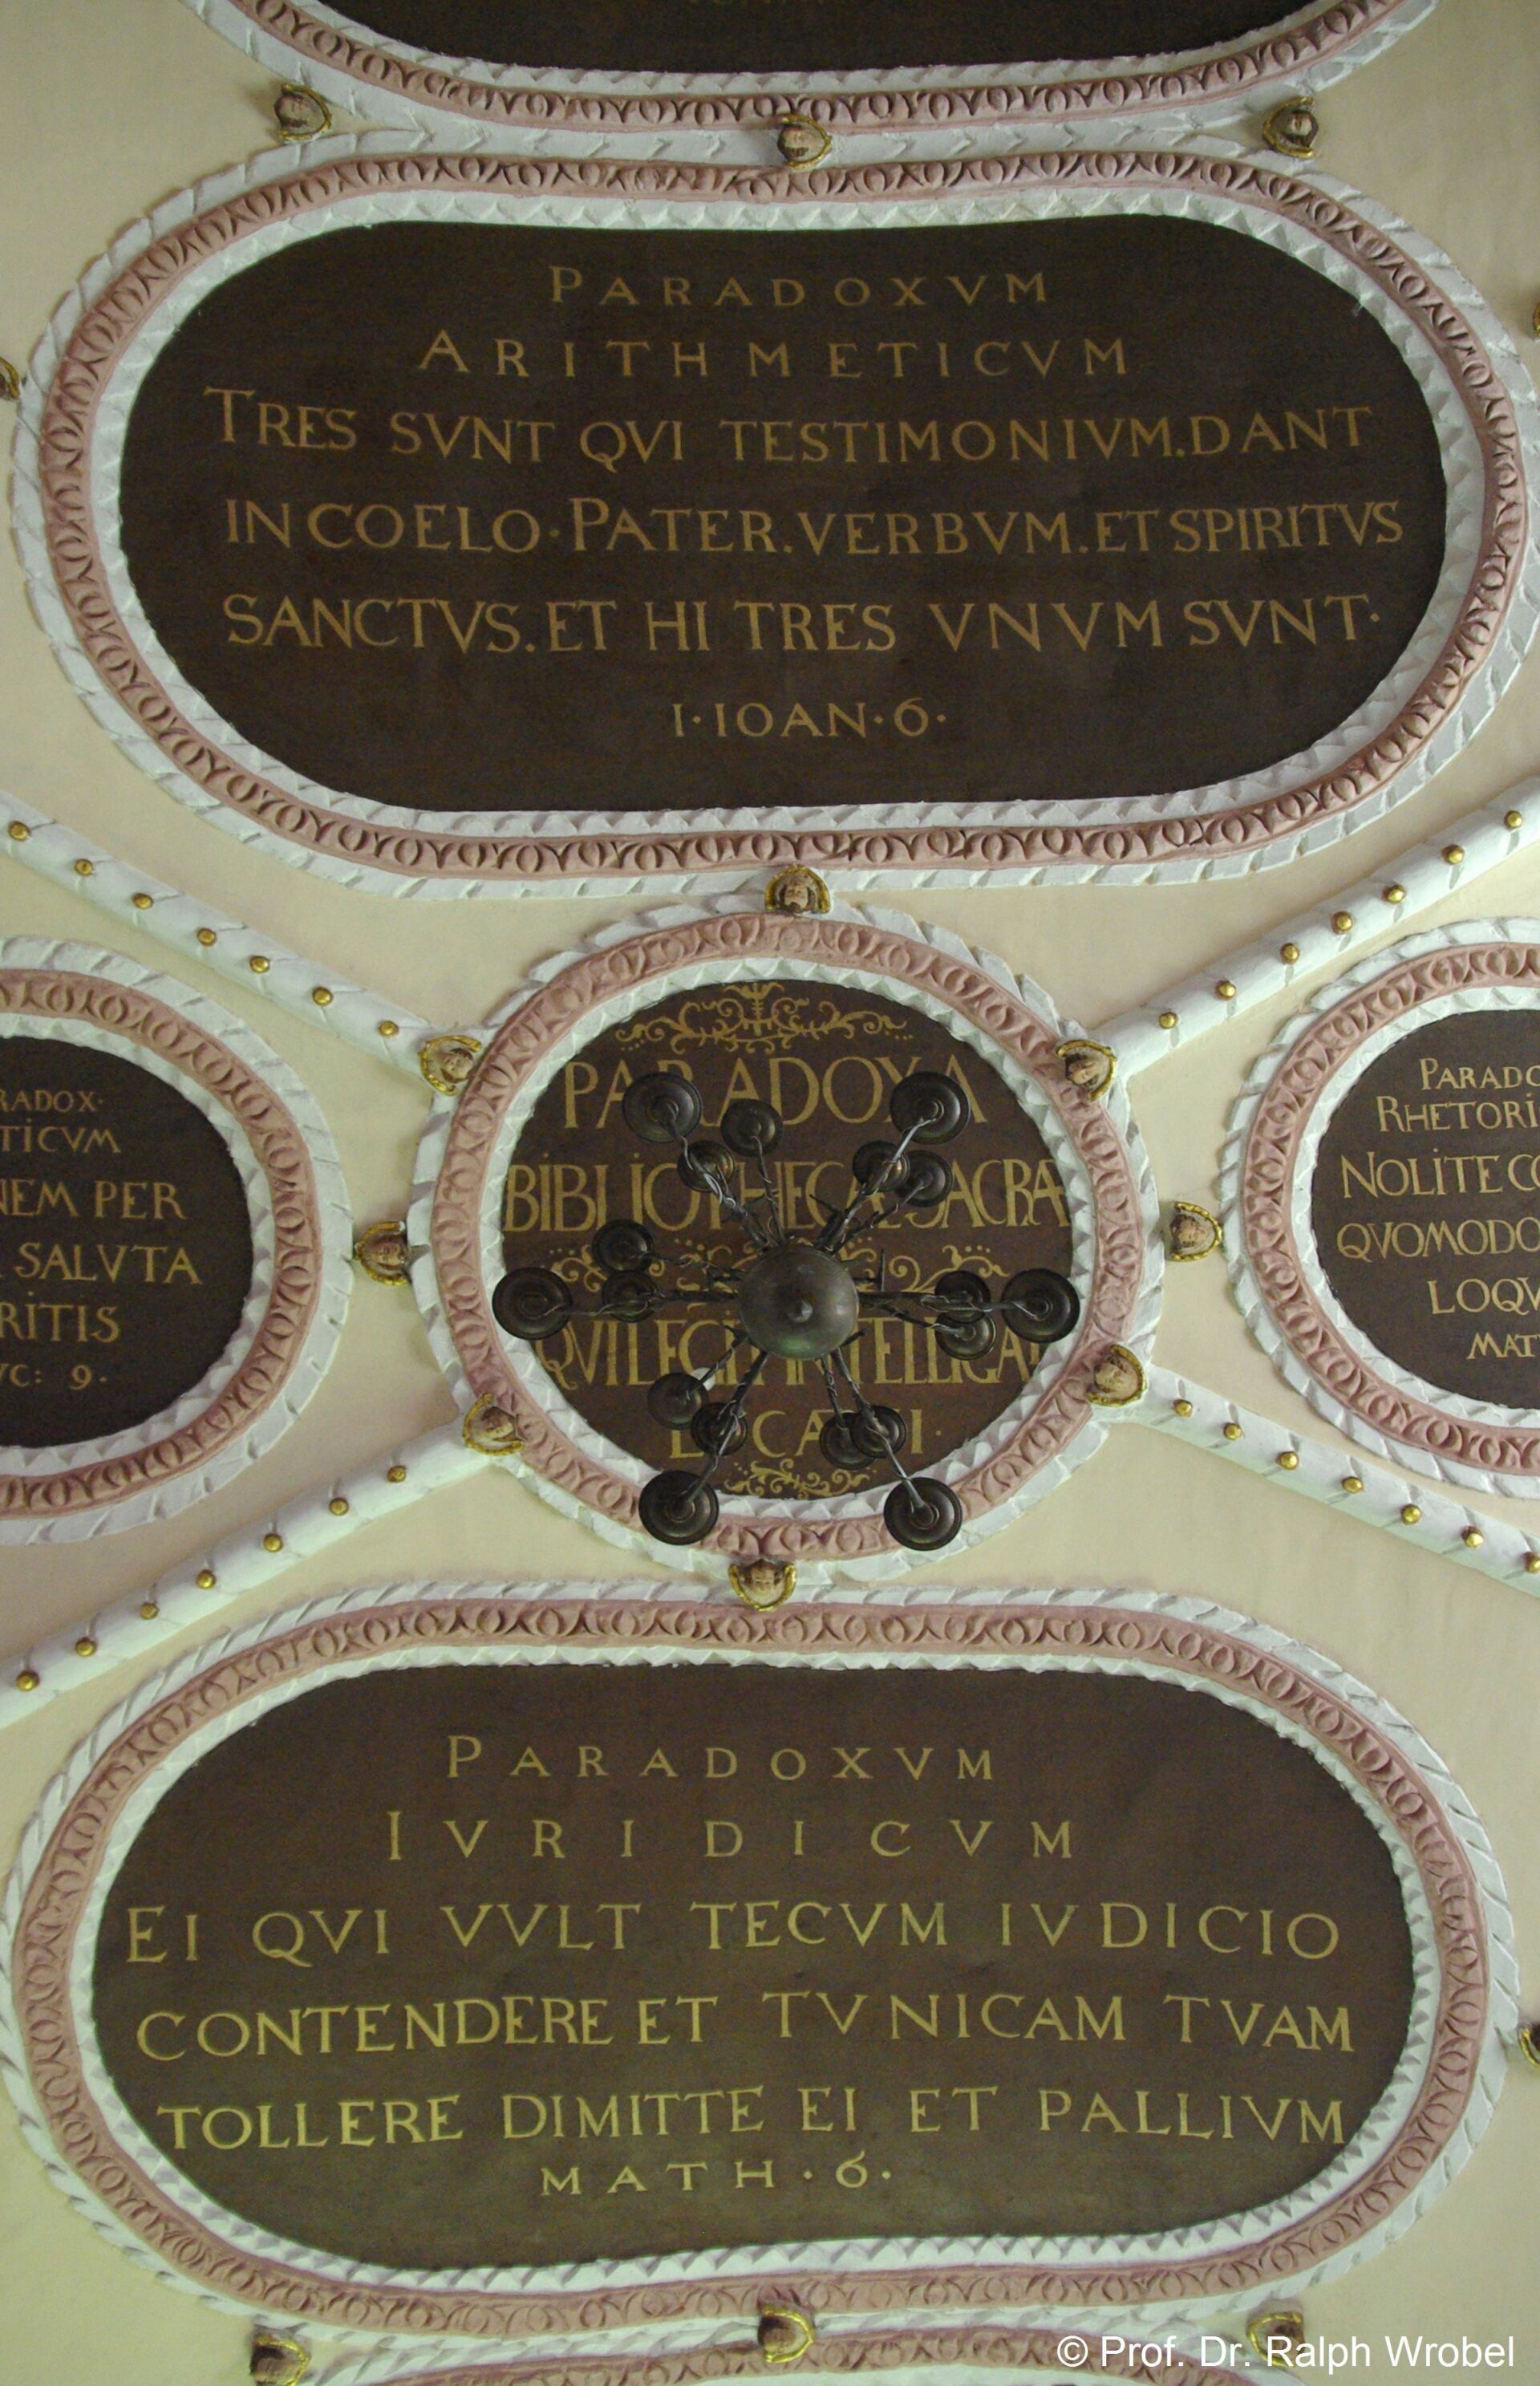 PARADOXVM
ARITHMETICVM
TRES SVNT QVI TESTIMONIVM.DANT
IN COELO·PATER.VERBVM.ET SPIRITVS
SANCTVS.ET HI TRES VNVM SVNT·
I·IOAN·6·
RADOX·
TICVM
NEM PER
SALVTA
RITIS
VC: 9·
PARADOXA
BIBLIOTHECAE SACRÆ
QVI LEGIT INTELLIGAT
PARADO
RHETORI
NOLITE CO
QVOMODO
LOQV
MAT
PARADOXVM
IVRIDICVM
EI QVI VVLT TECVM IVDICIO
CONTENDERE ET TVNICAM TVAM
TOLLERE DIMITTE EI ET PALLIVM
MATH·6·
© Prof. Dr. Ralph Wrobel